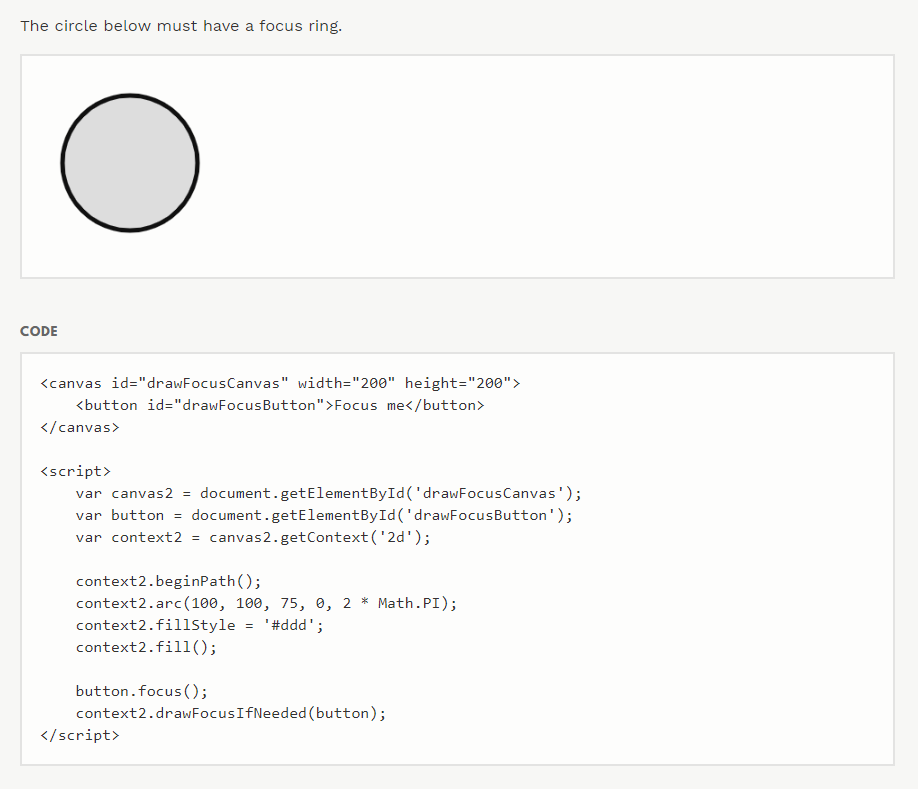 The circle below must have a focus ring.
CODE
<canvas id="drawFocusCanvas" width="200" height="200">
    <button id="drawFocusButton">Focus me</button>
</canvas>
<script>
    var canvas2 = document.getElementById('drawFocusCanvas');
    var button = document.getElementById('drawFocusButton');
    var context2 = canvas2.getContext('2d');
    context2.beginPath();
    context2.arc(100, 100, 75, 0, 2 * Math.PI);
    context2.fillStyle = '#ddd';
    context2.fill();
    button.focus();
    context2.drawFocusIfNeeded(button);
</script>